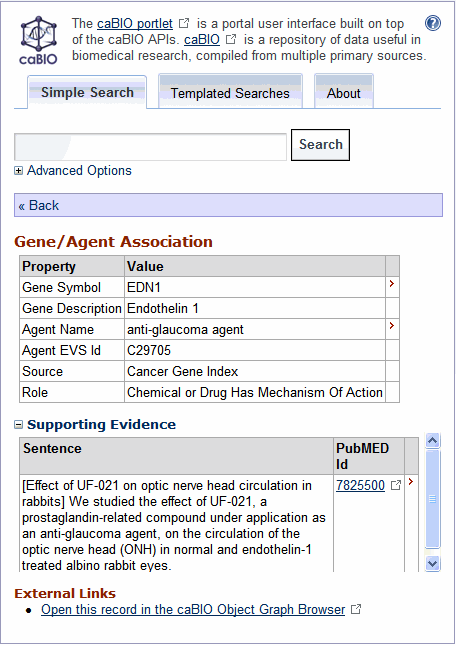 The caBIO portlet is a portal user interface built on top
of the caBIO APIs. caBIO is a repository of data useful in
biomedical research, compiled from multiple primary sources.
caBIO
Simple Search Templated Searches About
Search
Advanced Options
« Back
Gene/Agent Association
Property Value
Gene Symbol EDN1
Gene Description Endothelin 1
Agent Name anti-glaucoma agent
Agent EVS Id C29705
Source Cancer Gene Index
Role Chemical or Drug Has Mechanism Of Action
Supporting Evidence
Sentence PubMED
Id
[Effect of UF-021 on optic nerve head circulation in 7825500
rabbits] We studied the effect of UF-021, a
prostaglandin-related compound under application as
an anti-glaucoma agent, on the circulation of the
optic nerve head (ONH) in normal and endothelin-1
treated albino rabbit eyes.
External Links
Open this record in the caBIO Object Graph Browser